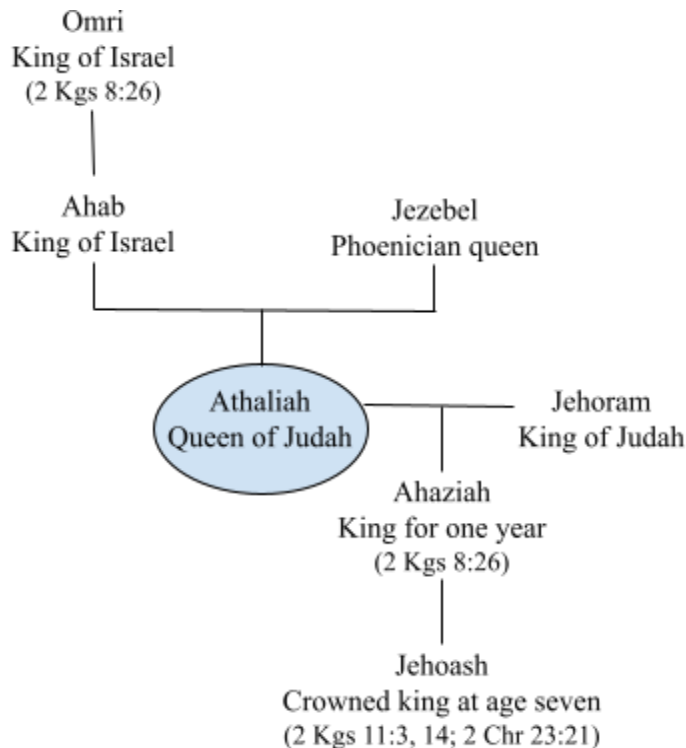 Omri
King of Israel
(2 Kgs 8:26)
Ahab
King of Israel
Jezebel
Phoenician queen
Athaliah
Queen of Judah
Jehoram
King of Judah
Ahaziah
King for one year
(2 Kgs 8:26)
Jehoash
Crowned king at age seven
(2 Kgs 11:3, 14; 2 Chr 23:21)